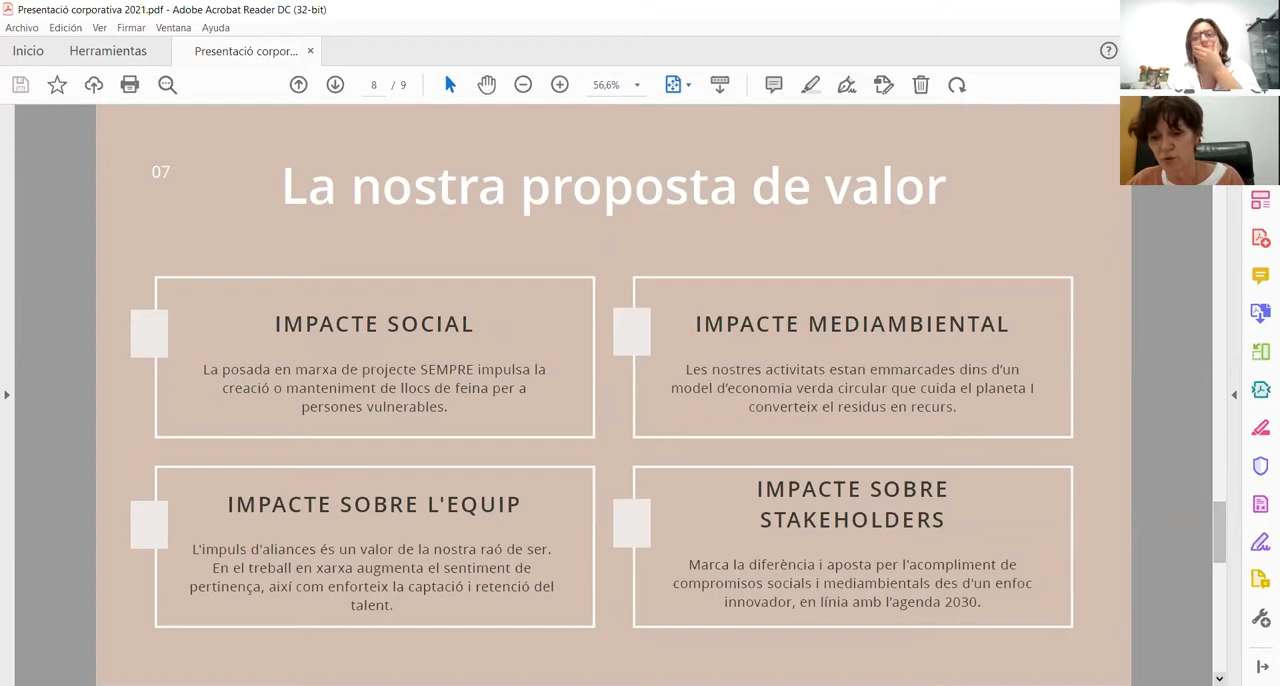 Presentació corporativa 2021.pdf - Adobe Acrobat Reader DC (32-bit)
Archivo Edición Ver Firmar Ventana Ayuda
Inicio Herramientas Presentació corpor... ×
8 / 9 56,6%
07
La nostra proposta de valor
IMPACTE SOCIAL
La posada en marxa de projecte SEMPRE impulsa la
creació o manteniment de llocs de feina per a
persones vulnerables.
IMPACTE MEDIAMBIENTAL
Les nostres activitats estan emmarcades dins d’un
model d’economia verda circular que cuida el planeta I
converteix el residus en recurs.
IMPACTE SOBRE L'EQUIP
L'impuls d'aliances és un valor de la nostra raó de ser.
En el treball en xarxa augmenta el sentiment de
pertinença, així com enforteix la captació i retenció del
talent.
IMPACTE SOBRE
STAKEHOLDERS
Marca la diferència i aposta per l’acompliment de
compromisos socials i mediambientals des d'un enfoc
innovador, en línia amb l’agenda 2030.